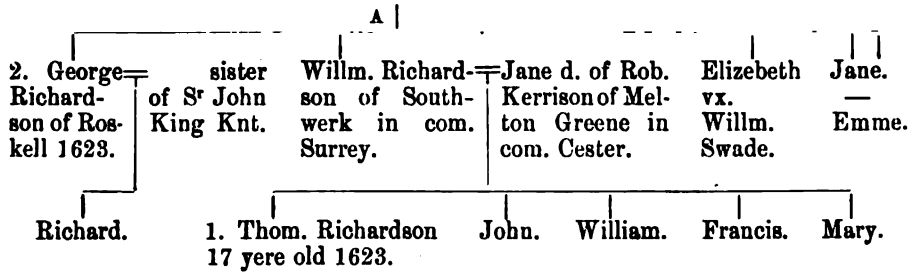 A
2. George sister Willm. Richard- Jane d. of Rob. Elizebeth Jane.
Richard- of Sr John son of South- Kerrison of Mel- vx. —
son of Ros- King Knt. werk in com. ton Greene in Willm. Emme.
kell 1623. Surrey. com. Cester. Swade.
Richard. 1. Thom. Richardson John. William. Francis. Mary.
17 yere old 1623.